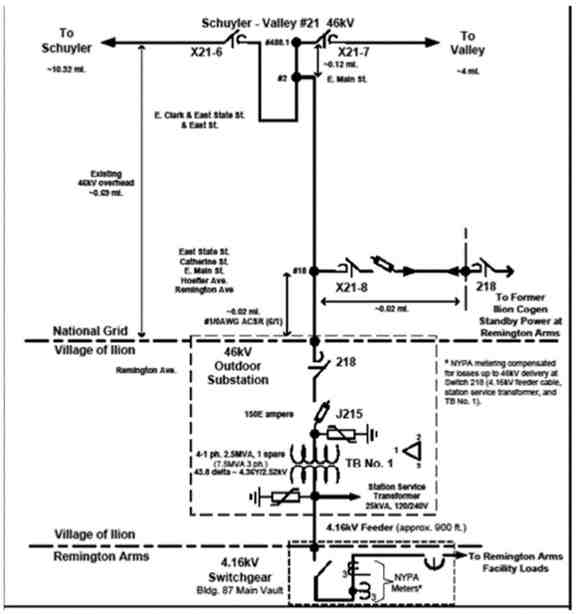 Schuyler - Valley #21 46kV
To
Schuyler
~10.32 mi.
X21-6
#488.1
X21-7
To
Valley
~4 mi.
~0.12 mi.
E. Main St.
#2
E. Clark & East State St.
& East St.
Existing
46kV overhead
~0.69 mi.
East State St.
Catherine St.
E. Main St.
Hoefler Ave.
Remington Ave
#18
X21-8
218
~0.02 mi.
#1/0AWG ACSR (6/1)
~0.02 mi.
To Former
Ilion Cogen
Standby Power at
Remington Arms
National Grid
Village of Ilion
Remington Ave.
46kV
Outdoor
Substation
218
* NYPA metering compensated
for losses up to 46kV delivery at
Switch 218 (4.16kV feeder cable,
station service transformer, and
TB No. 1).
150E ampere
J215
4-1 ph. 2.5MVA, 1 spare
(7.5MVA 3 ph.)
43.8 delta – 4.36Y/2.52kV
TB No. 1
1
2
3
Station Service
Transformer
25kVA, 120/240V
4.16kV Feeder (approx. 900 ft.)
Village of Ilion
Remington Arms
4.16kV
Switchgear
Bldg. 87 Main Vault
3
3
NYPA
Meters*
To Remington Arms
Facility Loads